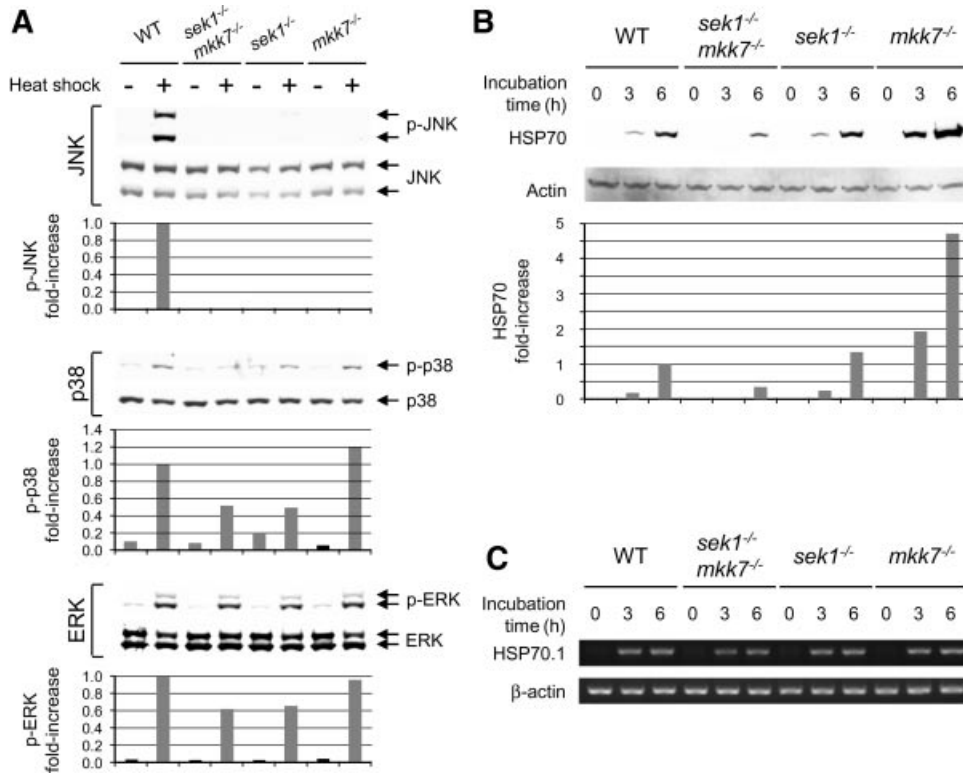 A
WT
sek1-/-
mkk7-/-
sek1-/-
mkk7-/-
Heat shock
- + - + - + - +
JNK
p-JNK
JNK
p-JNK
fold-increase
1.0
0.8
0.6
0.4
0.2
0.0
p38
p-p38
p38
p-p38
fold-increase
1.4
1.2
1.0
0.8
0.6
0.4
0.2
0.0
ERK
p-ERK
ERK
p-ERK
fold-increase
1.0
0.8
0.6
0.4
0.2
0.0
B
WT
sek1-/-
mkk7-/-
sek1-/-
mkk7-/-
Incubation
time (h)
0 3 6 0 3 6 0 3 6 0 3 6
HSP70
Actin
HSP70
fold-increase
5
4
3
2
1
0
C
WT
sek1-/-
mkk7-/-
sek1-/-
mkk7-/-
Incubation
time (h)
0 3 6 0 3 6 0 3 6 0 3 6
HSP70.1
β-actin